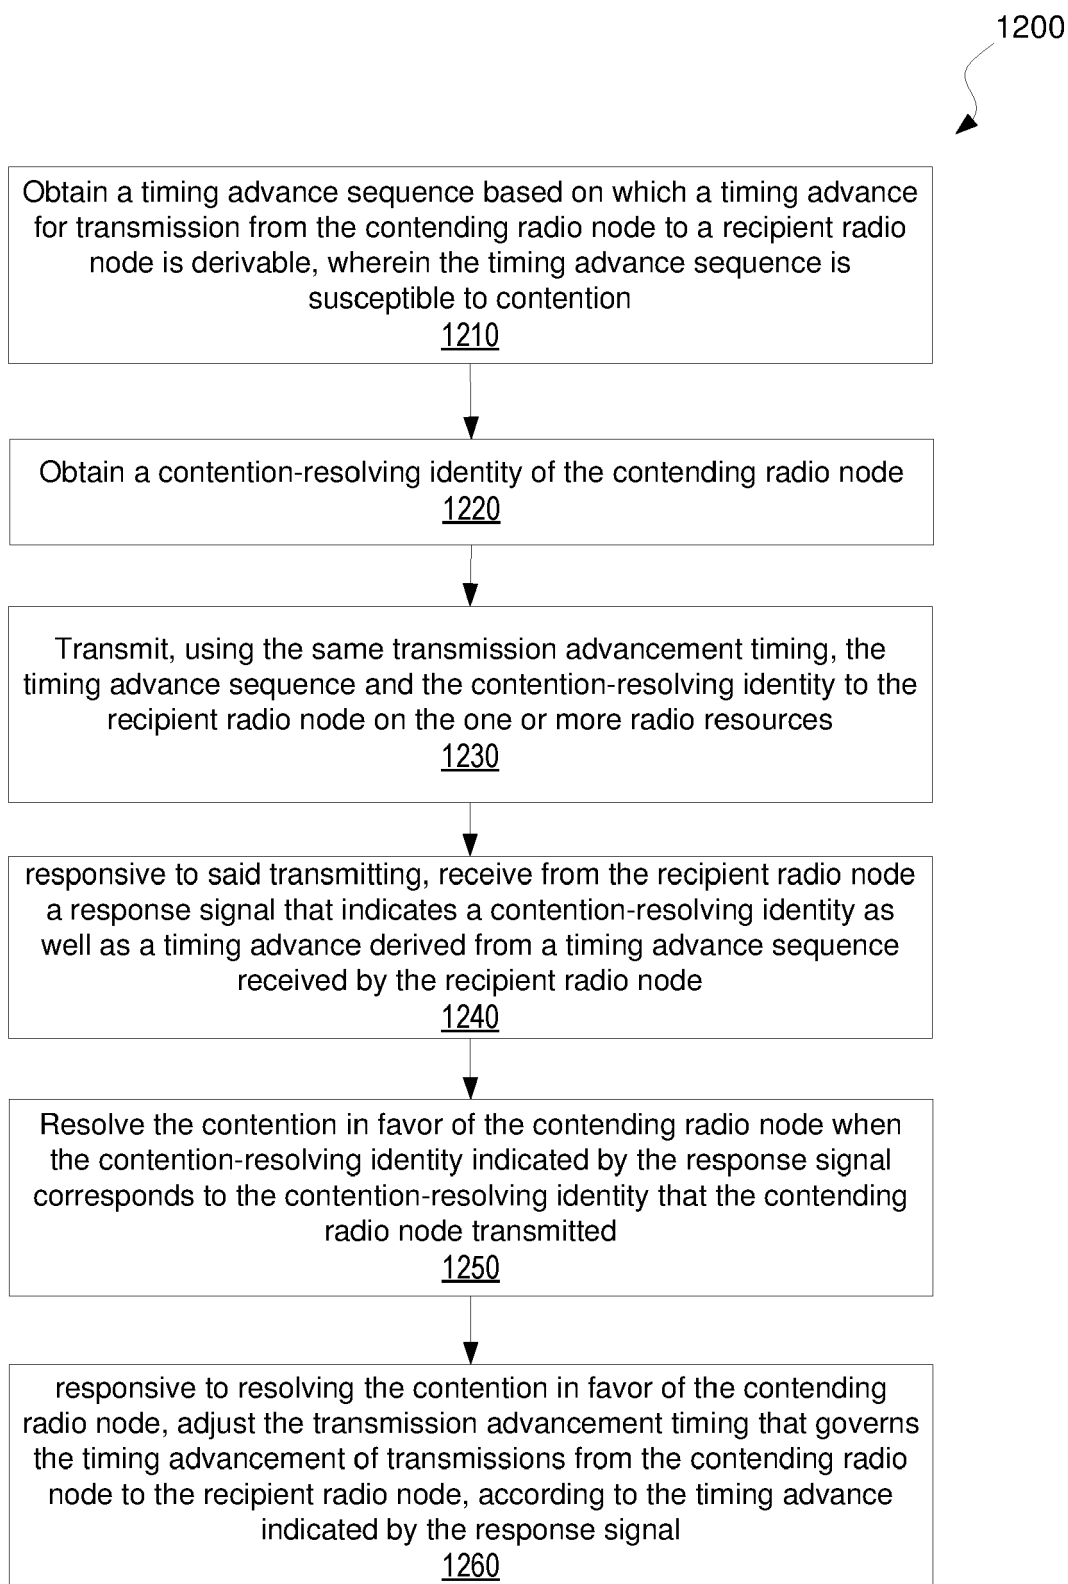 1200
Obtain a timing advance sequence based on which a timing advance
for transmission from the contending radio node to a recipient radio
node is derivable, wherein the timing advance sequence is
susceptible to contention
1210
Obtain a contention-resolving identity of the contending radio node
1220
Transmit, using the same transmission advancement timing, the
timing advance sequence and the contention-resolving identity to the
recipient radio node on the one or more radio resources
1230
responsive to said transmitting, receive from the recipient radio node
a response signal that indicates a contention-resolving identity as
well as a timing advance derived from a timing advance sequence
received by the recipient radio node
1240
Resolve the contention in favor of the contending radio node when
the contention-resolving identity indicated by the response signal
corresponds to the contention-resolving identity that the contending
radio node transmitted
1250
responsive to resolving the contention in favor of the contending
radio node, adjust the transmission advancement timing that governs
the timing advancement of transmissions from the contending radio
node to the recipient radio node, according to the timing advance
indicated by the response signal
1260